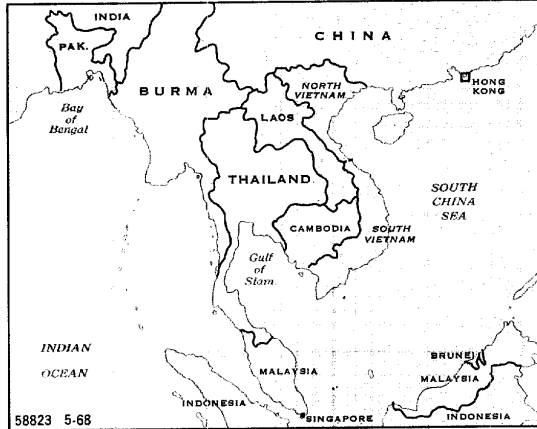 INDIA
CHINA
PAK.
BURMA
NORTH
VIETNAM
HONG
KONG
Bay
of
Bengal
LAOS
THAILAND
SOUTH
CHINA
SEA
CAMBODIA
SOUTH
VIETNAM
Gulf
of
Siam
INDIAN
OCEAN
BRUNEI
MALAYSIA
MALAYSIA
INDONESIA
SINGAPORE
INDONESIA
58823 5-68